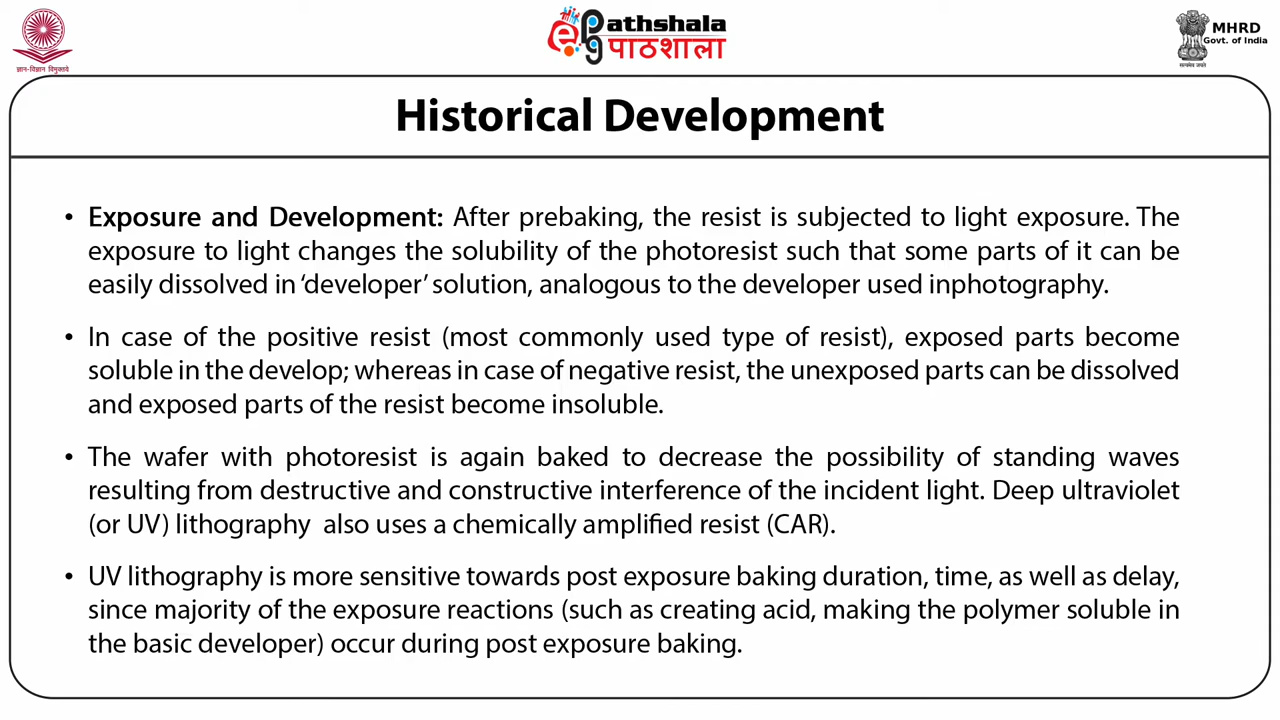 ePg Pathshala
पाठशाला
MHRD
Govt. of India
ज्ञान-विज्ञान विमुक्तये
सत्यमेव जयते
Historical Development
• Exposure and Development: After prebaking, the resist is subjected to light exposure. The
exposure to light changes the solubility of the photoresist such that some parts of it can be
easily dissolved in ‘developer’ solution, analogous to the developer used inphotography.
• In case of the positive resist (most commonly used type of resist), exposed parts become
soluble in the develop; whereas in case of negative resist, the unexposed parts can be dissolved
and exposed parts of the resist become insoluble.
• The wafer with photoresist is again baked to decrease the possibility of standing waves
resulting from destructive and constructive interference of the incident light. Deep ultraviolet
(or UV) lithography also uses a chemically amplified resist (CAR).
• UV lithography is more sensitive towards post exposure baking duration, time, as well as delay,
since majority of the exposure reactions (such as creating acid, making the polymer soluble in
the basic developer) occur during post exposure baking.